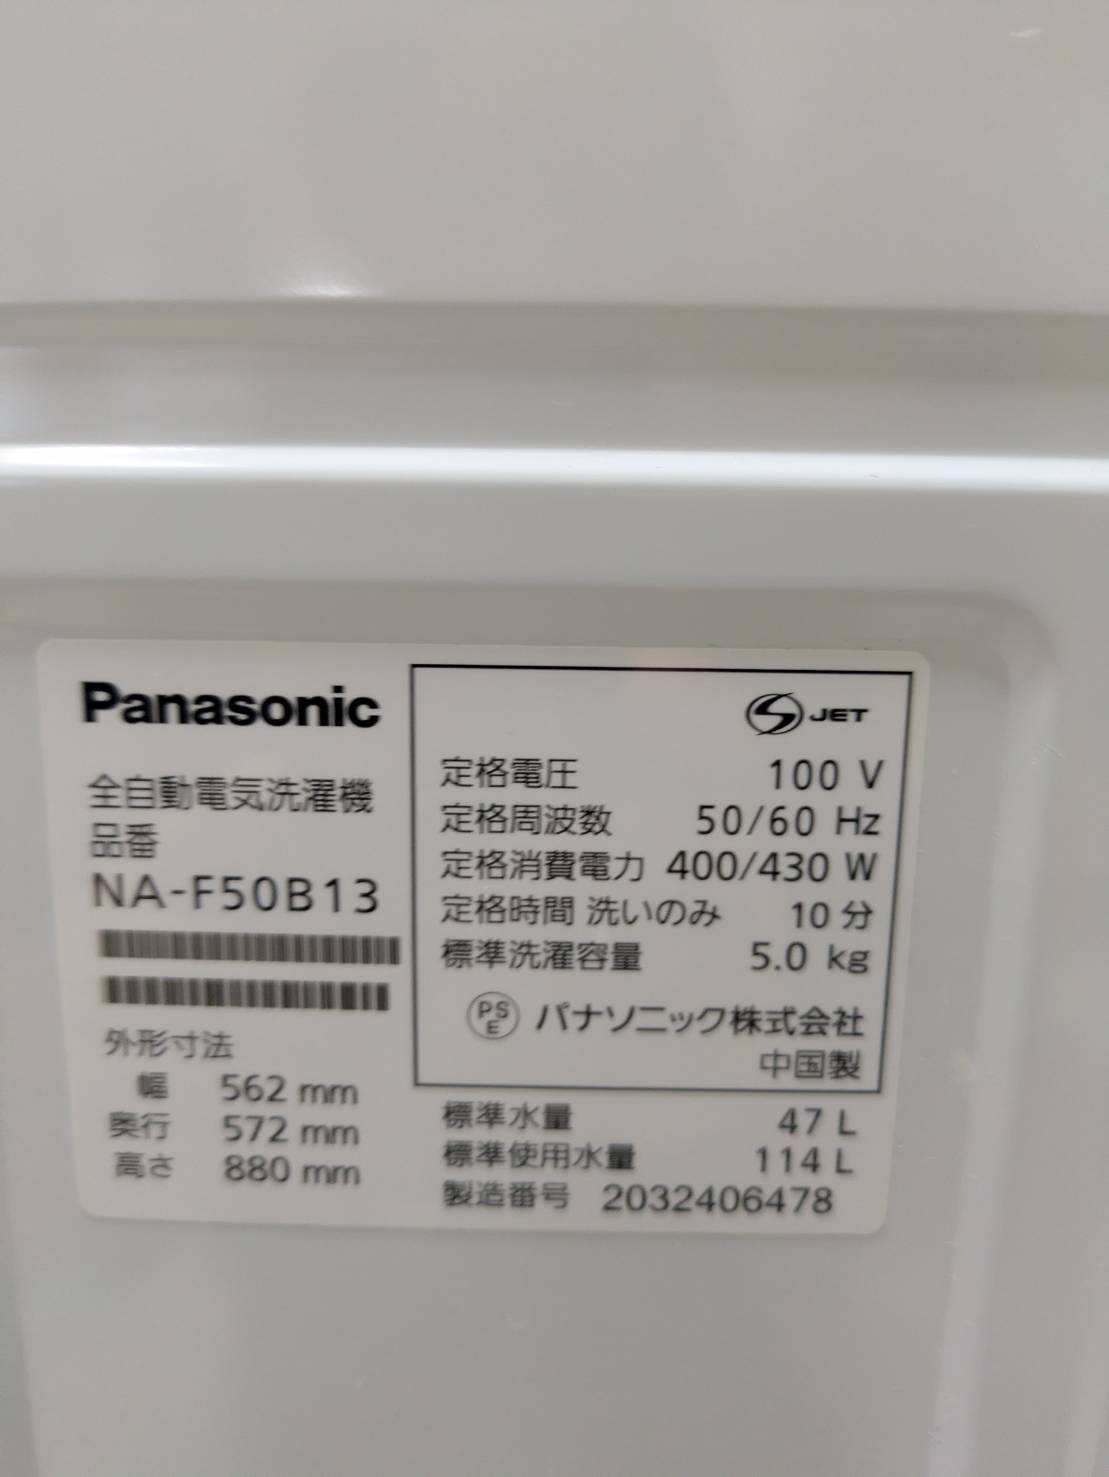 Panasonic
全自動電気洗濯機
品番
NA-F50B13
外形寸法
幅 562 mm
奥行 572 mm
高さ 880 mm
S JET
定格電圧 100 V
定格周波数 50/60 Hz
定格消費電力 400/430 W
定格時間 洗いのみ 10 分
標準洗濯容量 5.0 kg
PSE パナソニック株式会社
中国製
標準水量 47 L
標準使用水量 114 L
製造番号 2032406478